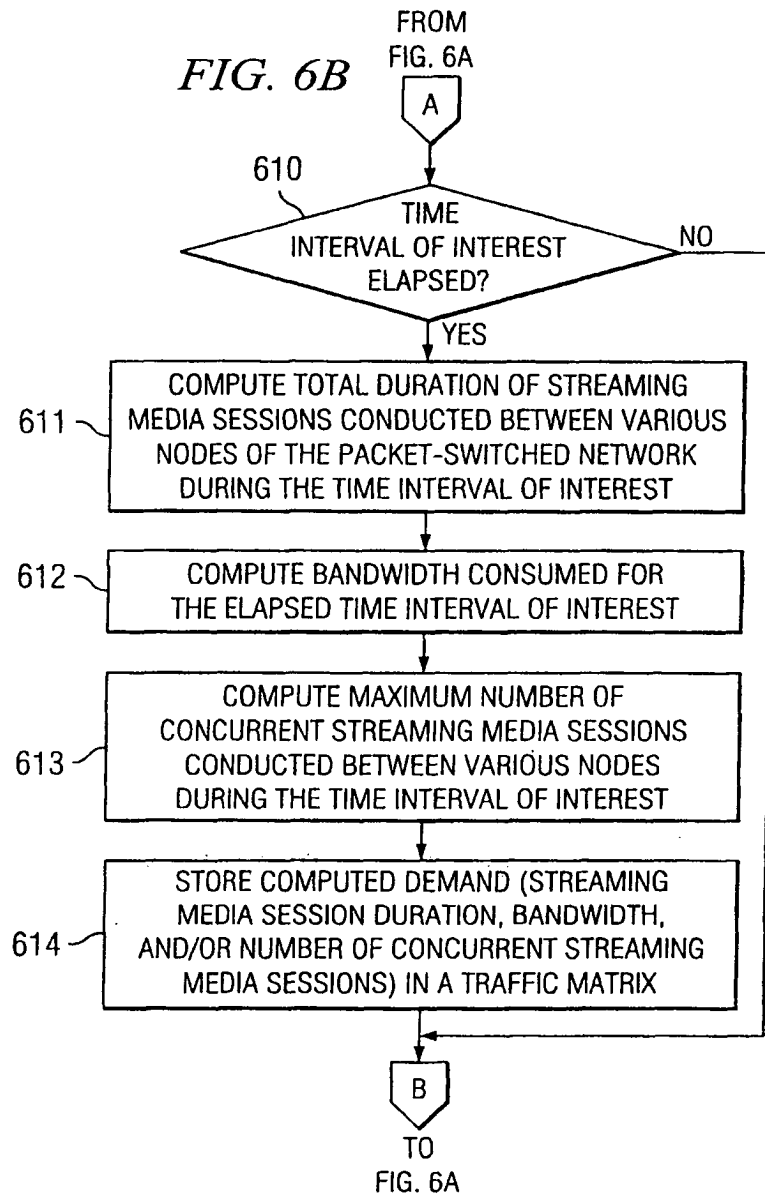 FROM
FIG. 6A
FIG. 6B
A
610
TIME
INTERVAL OF INTEREST
ELAPSED?
NO
YES
611
COMPUTE TOTAL DURATION OF STREAMING
MEDIA SESSIONS CONDUCTED BETWEEN VARIOUS
NODES OF THE PACKET-SWITCHED NETWORK
DURING THE TIME INTERVAL OF INTEREST
612
COMPUTE BANDWIDTH CONSUMED FOR
THE ELAPSED TIME INTERVAL OF INTEREST
613
COMPUTE MAXIMUM NUMBER OF
CONCURRENT STREAMING MEDIA SESSIONS
CONDUCTED BETWEEN VARIOUS NODES
DURING THE TIME INTERVAL OF INTEREST
614
STORE COMPUTED DEMAND (STREAMING
MEDIA SESSION DURATION, BANDWIDTH,
AND/OR NUMBER OF CONCURRENT STREAMING
MEDIA SESSIONS) IN A TRAFFIC MATRIX
B
TO
FIG. 6A